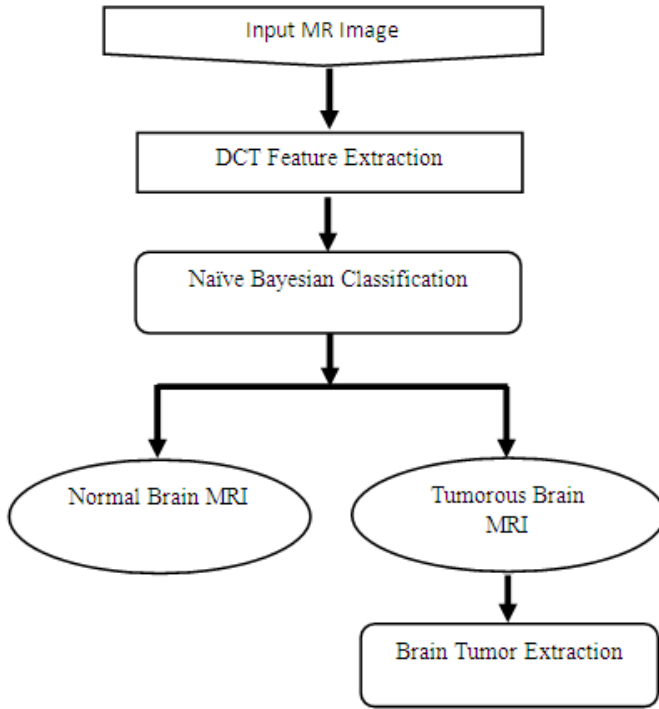 Input MR Image
DCT Feature Extraction
Naïve Bayesian Classification
Normal Brain MRI
Tumorous Brain
MRI
Brain Tumor Extraction